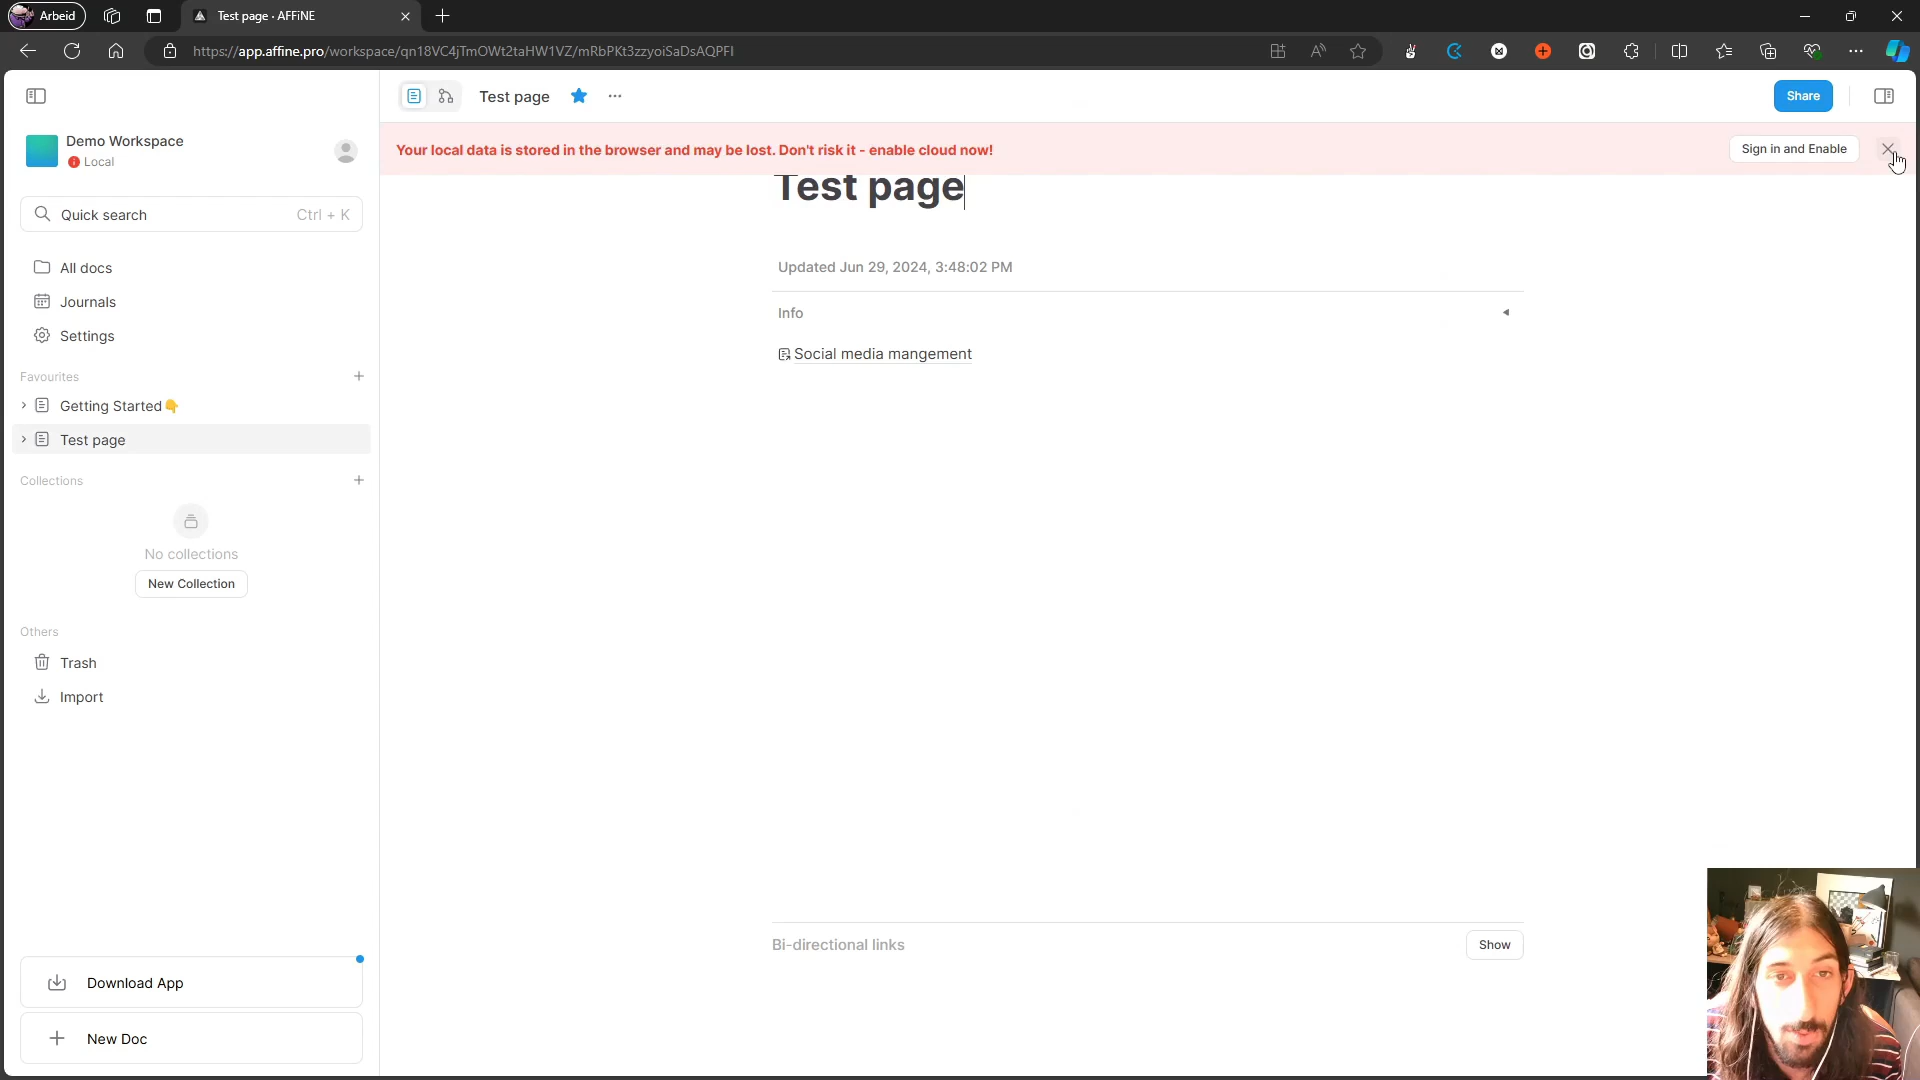 Arbeid
Test page · AFFiNE
https://app.affine.pro/workspace/qn18VC4jTmOWt2taHW1VZ/mRbPKt3zzyoiSaDsAQPFI
Test page
Share
Demo Workspace
Local
Your local data is stored in the browser and may be lost. Don't risk it - enable cloud now!
Sign in and Enable
Test page
Quick search
Ctrl + K
Updated Jun 29, 2024, 3:48:02 PM
All docs
Journals
Settings
Info
Social media mangement
Favourites
Getting Started
Test page
Collections
No collections
New Collection
Others
Trash
Import
Bi-directional links
Show
Download App
New Doc